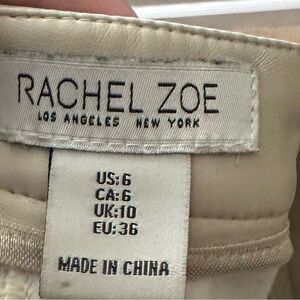 RACHEL ZOE
LOS ANGELES NEW YORK
US:6
CA:6
UK:10
EU:36
MADE IN CHINA